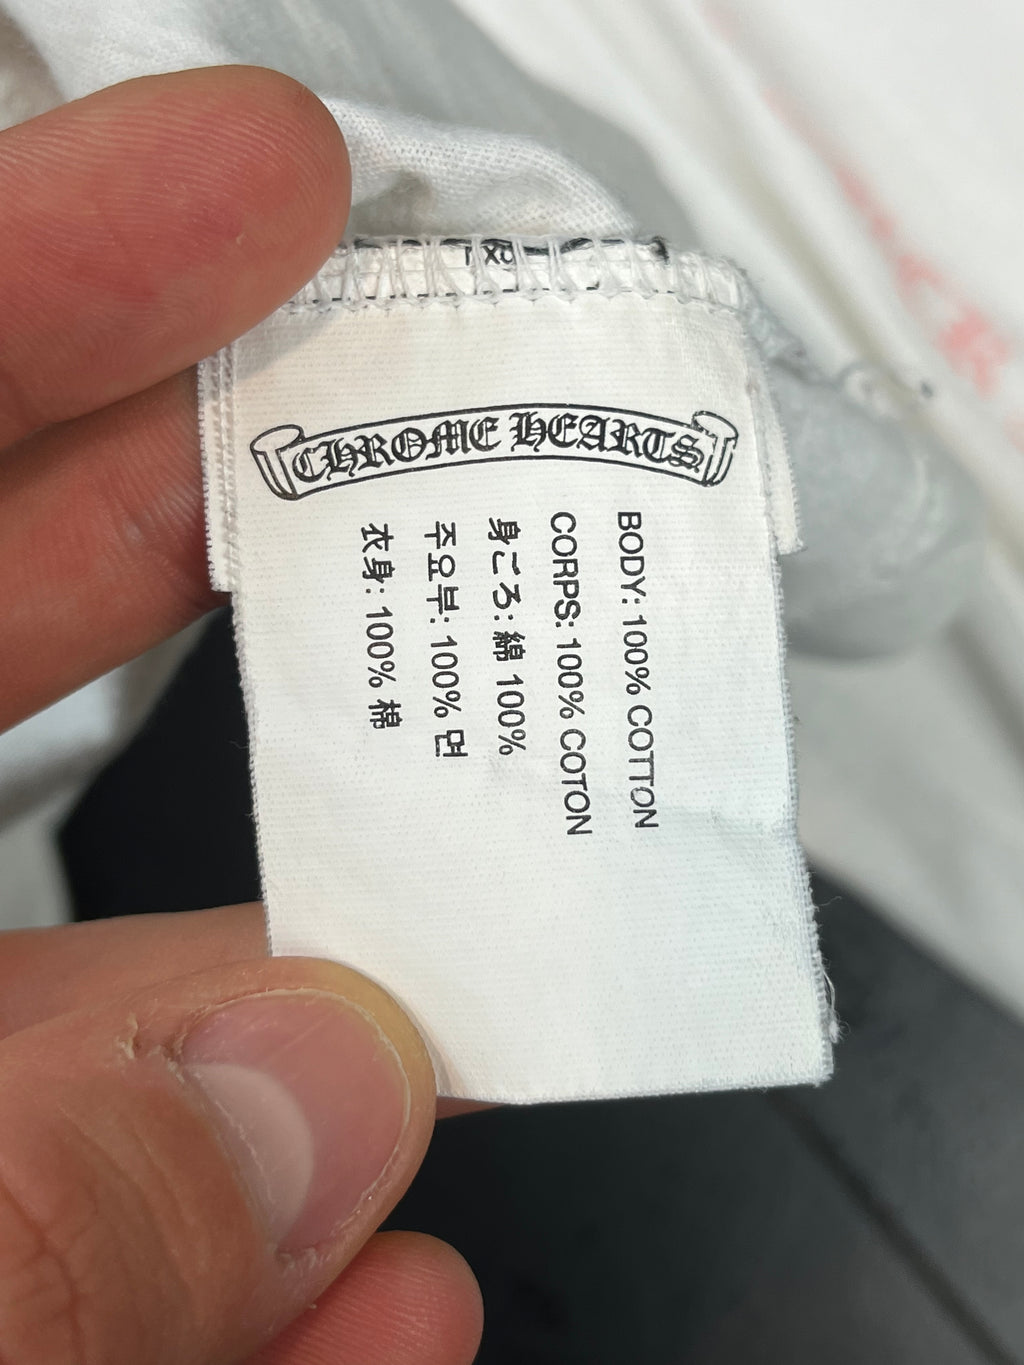 CHROME HEARTS
BODY: 100% COTTON
CORPS: 100% COTON
身ごろ: 綿 100%
주요부: 100% 면
衣身: 100% 棉